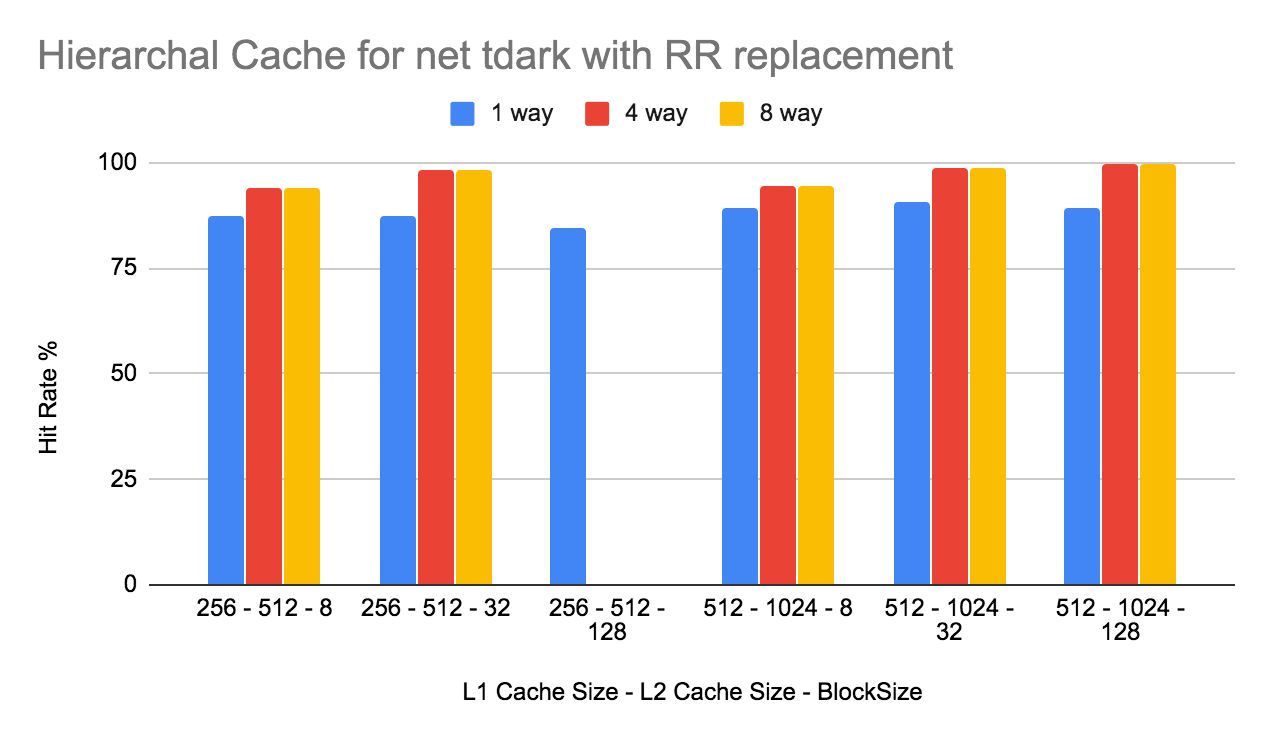 Hierarchal Cache for net tdark with RR replacement
1 way 4 way 8 way
100
75
50
25
0
Hit Rate %
256 - 512 - 8 256 - 512 - 32 256 - 512 - 512 - 1024 - 8 512 - 1024 - 512 - 1024 -
128 32 128
L1 Cache Size - L2 Cache Size - BlockSize